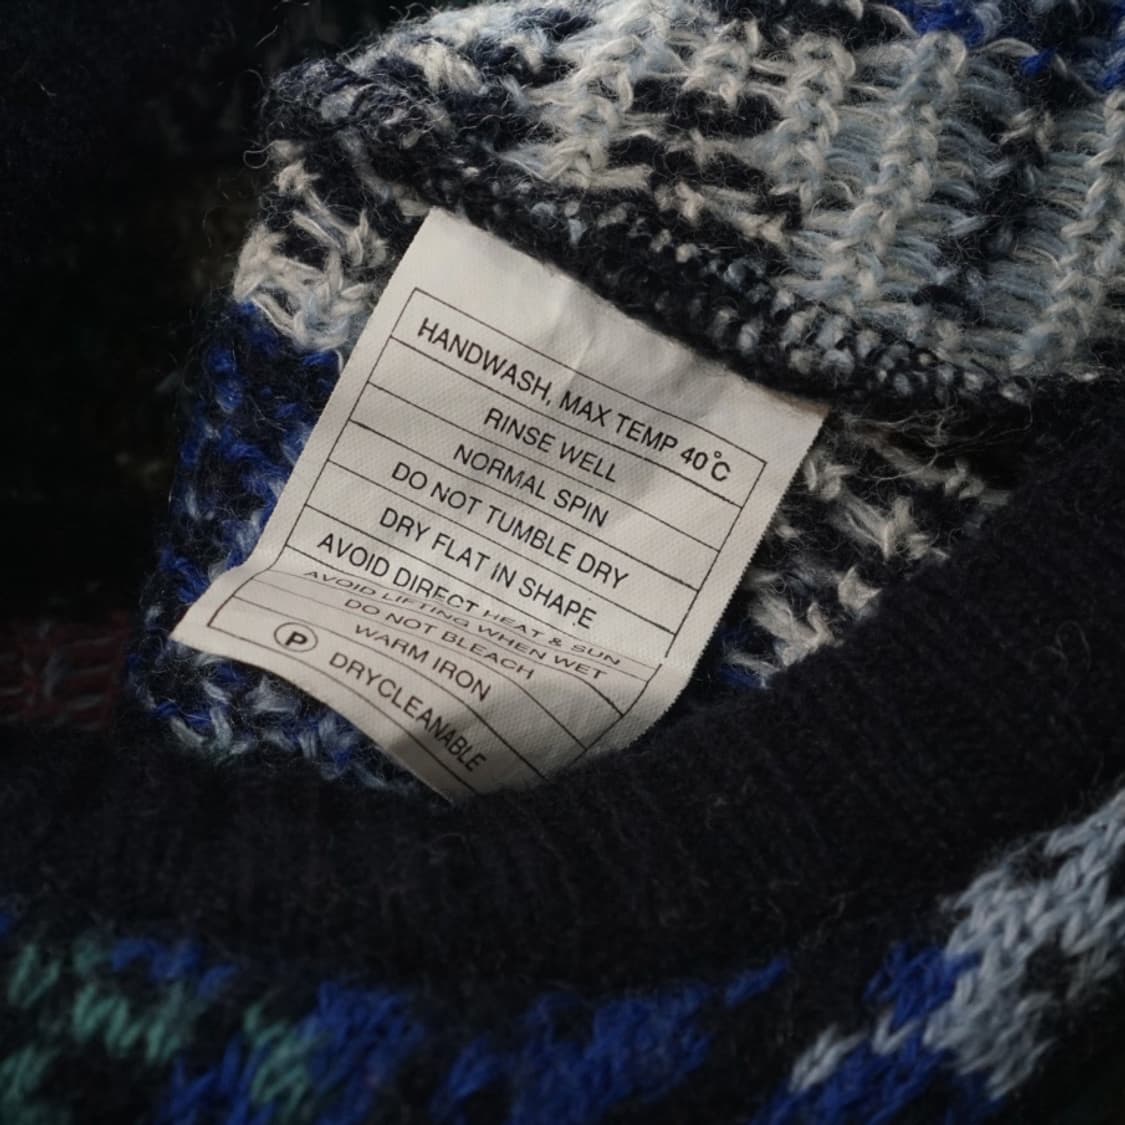 HANDWASH, MAX TEMP 40°C
RINSE WELL
NORMAL SPIN
DO NOT TUMBLE DRY
DRY FLAT IN SHAPE
AVOID DIRECT HEAT & SUN
AVOID LIFTING WHEN WET
DO NOT BLEACH
WARM IRON
P DRYCLEANABLE